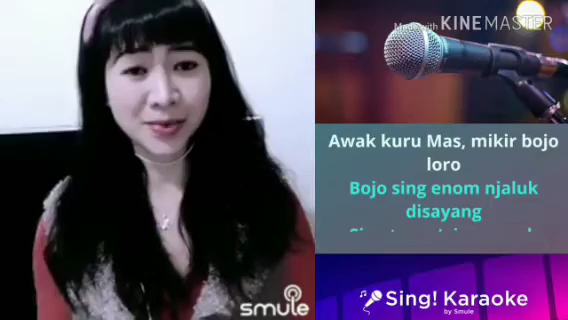 Made with KINEMASTER
Awak kuru Mas, mikir bojo
loro
Bojo sing enom njaluk
disayang
smule
Sing! Karaoke
by Smule